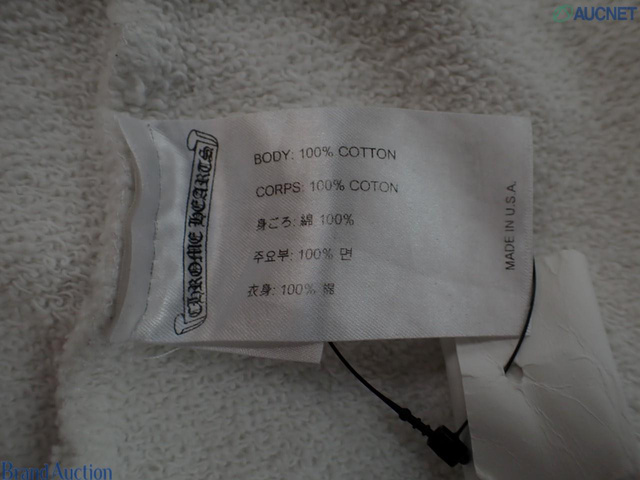 AUCNET
CHROME HEARTS
BODY: 100% COTTON
CORPS: 100% COTON
身ごろ: 綿 100%
주요부: 100% 면
衣身: 100% 綿
MADE IN U.S.A.
Brand Auction